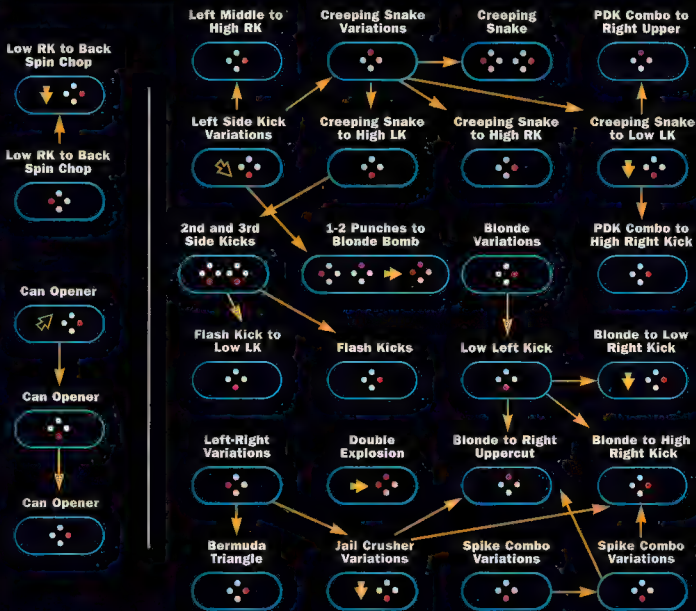 Low RK to Back
Spin Chop
Low RK to Back
Spin Chop
Can Opener
Can Opener
Can Opener
Left Middle to
High RK
Creeping Snake
Variations
Creeping
Snake
PDK Combo to
Right Upper
Left Side Kick
Variations
Creeping Snake
to High LK
Creeping Snake
to High RK
Creeping Snake
to Low LK
2nd and 3rd
Side Kicks
1-2 Punches to
Blonde Bomb
Blonde
Variations
PDK Combo to
High Right Kick
Flash Kick to
Low LK
Flash Kicks
Low Left Kick
Blonde to Low
Right Kick
Left-Right
Variations
Double
Explosion
Blonde to Right
Uppercut
Blonde to High
Right Kick
Bermuda
Triangle
Jail Crusher
Variations
Spike Combo
Variations
Spike Combo
Variations